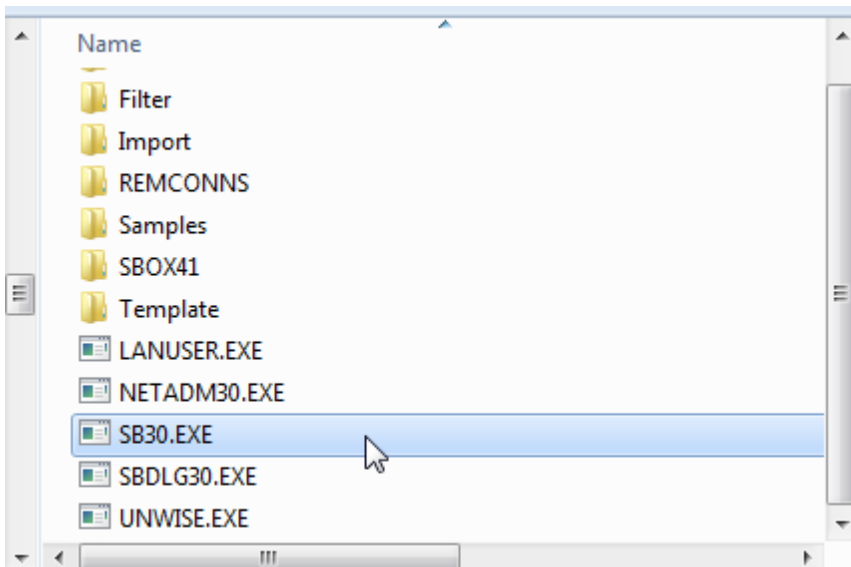 Name
Filter
Import
REMCONNS
Samples
SBOX41
Template
LANUSER.EXE
NETADM30.EXE
SB30.EXE
SBDLG30.EXE
UNWISE.EXE